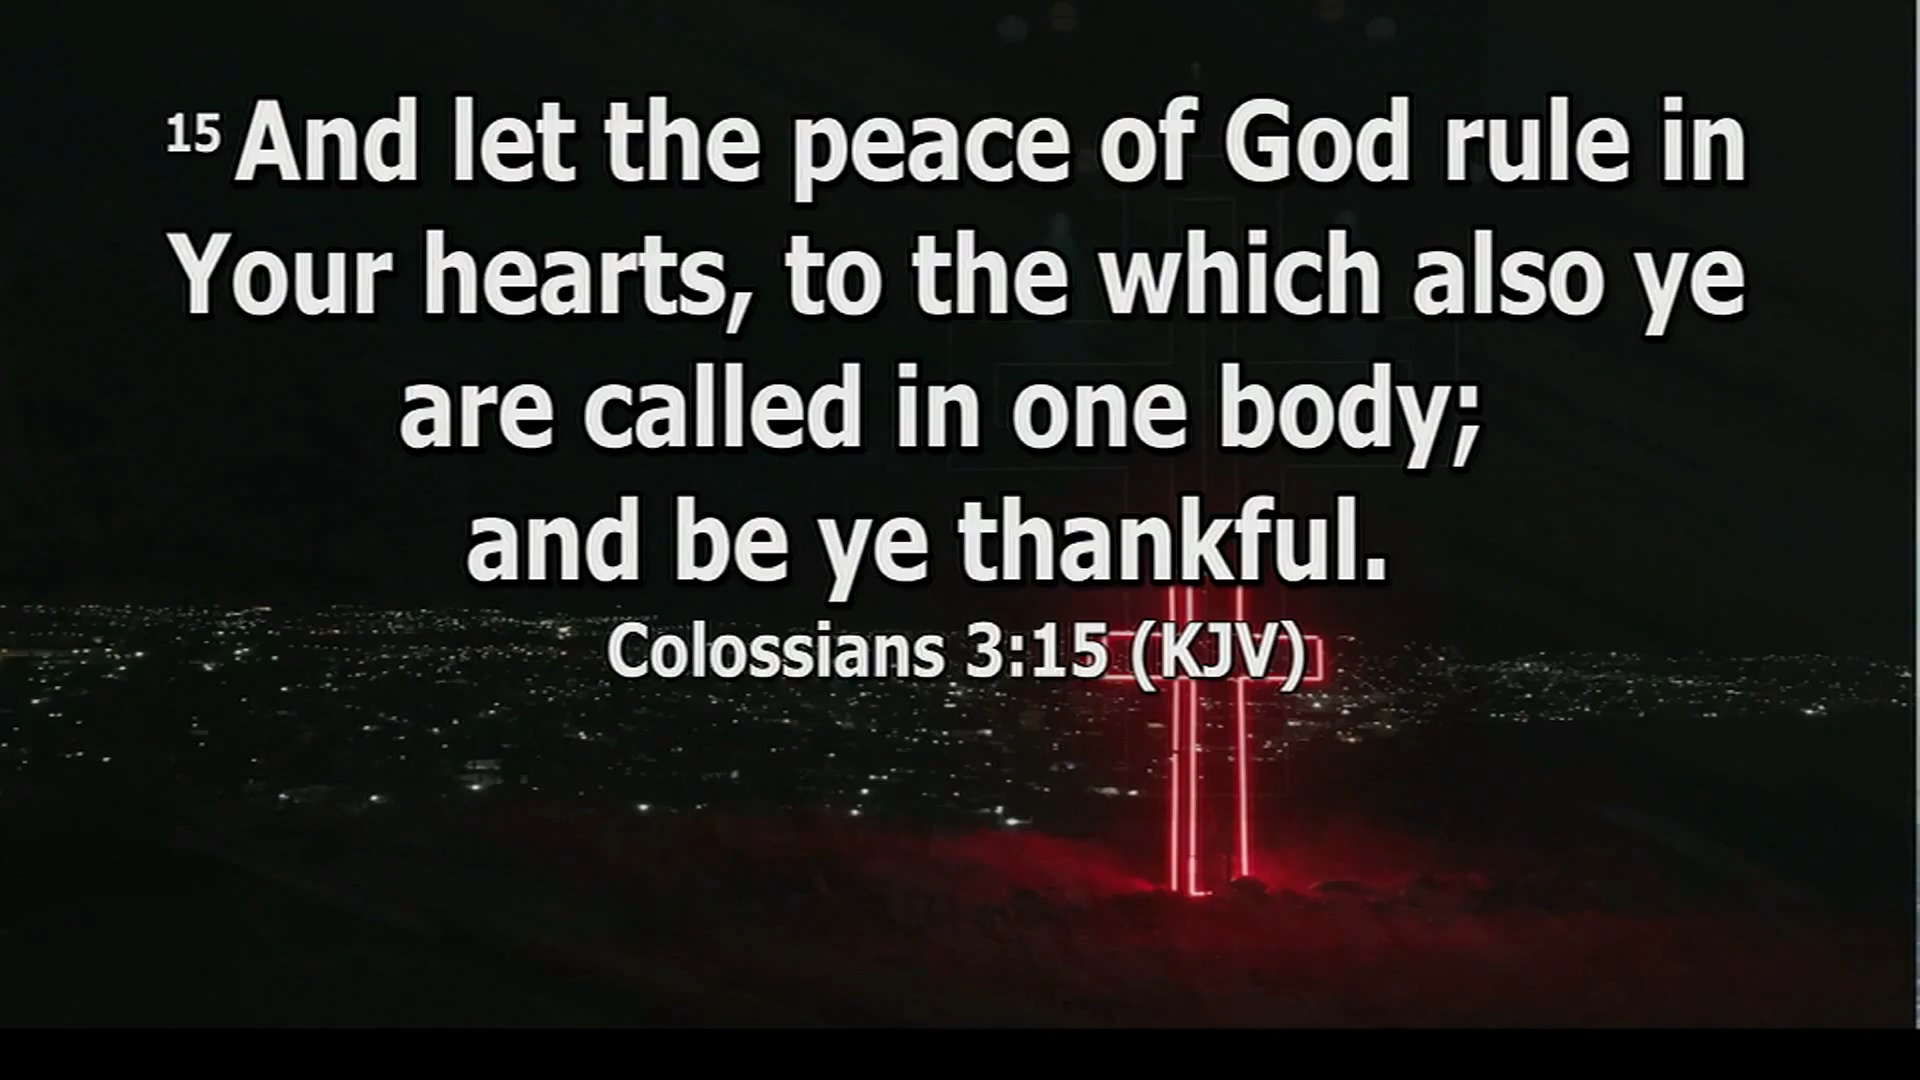 15 And let the peace of God rule in
Your hearts, to the which also ye
are called in one body;
and be ye thankful.
Colossians 3:15 (KJV)